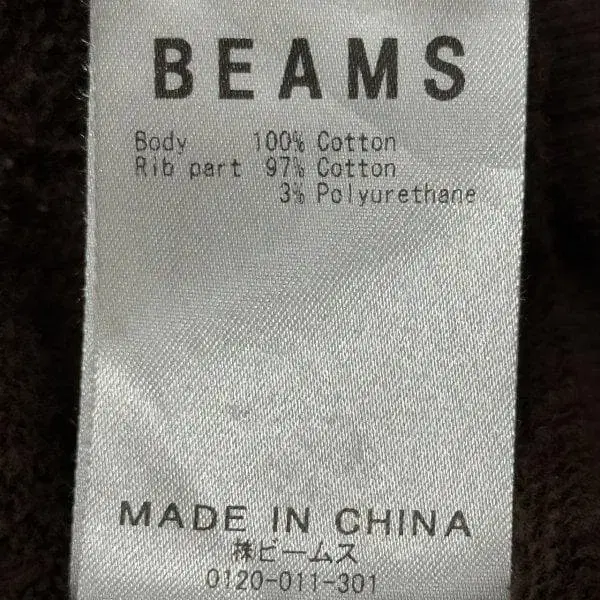 BEAMS
Body 100% Cotton
Rib part 97% Cotton
3% Polyurethane
MADE IN CHINA
㈱ビームス
0120-011-301